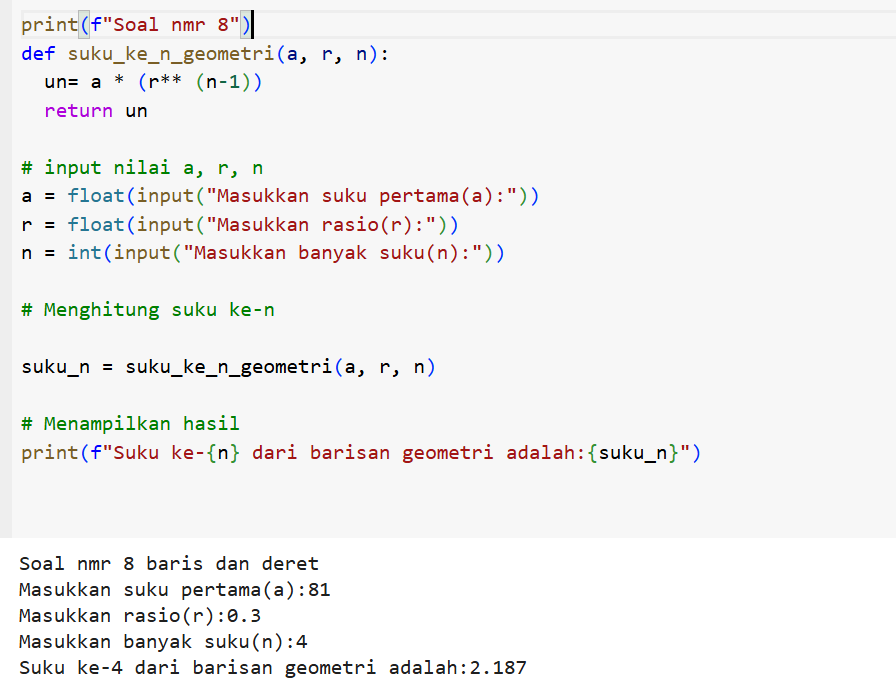 print(f"Soal nmr 8")
def suku_ke_n_geometri(a, r, n):
  un= a * (r** (n-1))
  return un
# input nilai a, r, n
a = float(input("Masukkan suku pertama(a):"))
r = float(input("Masukkan rasio(r):"))
n = int(input("Masukkan banyak suku(n):"))
# Menghitung suku ke-n
suku_n = suku_ke_n_geometri(a, r, n)
# Menampilkan hasil
print(f"Suku ke-{n} dari barisan geometri adalah:{suku_n}")
Soal nmr 8 baris dan deret
Masukkan suku pertama(a):81
Masukkan rasio(r):0.3
Masukkan banyak suku(n):4
Suku ke-4 dari barisan geometri adalah:2.187